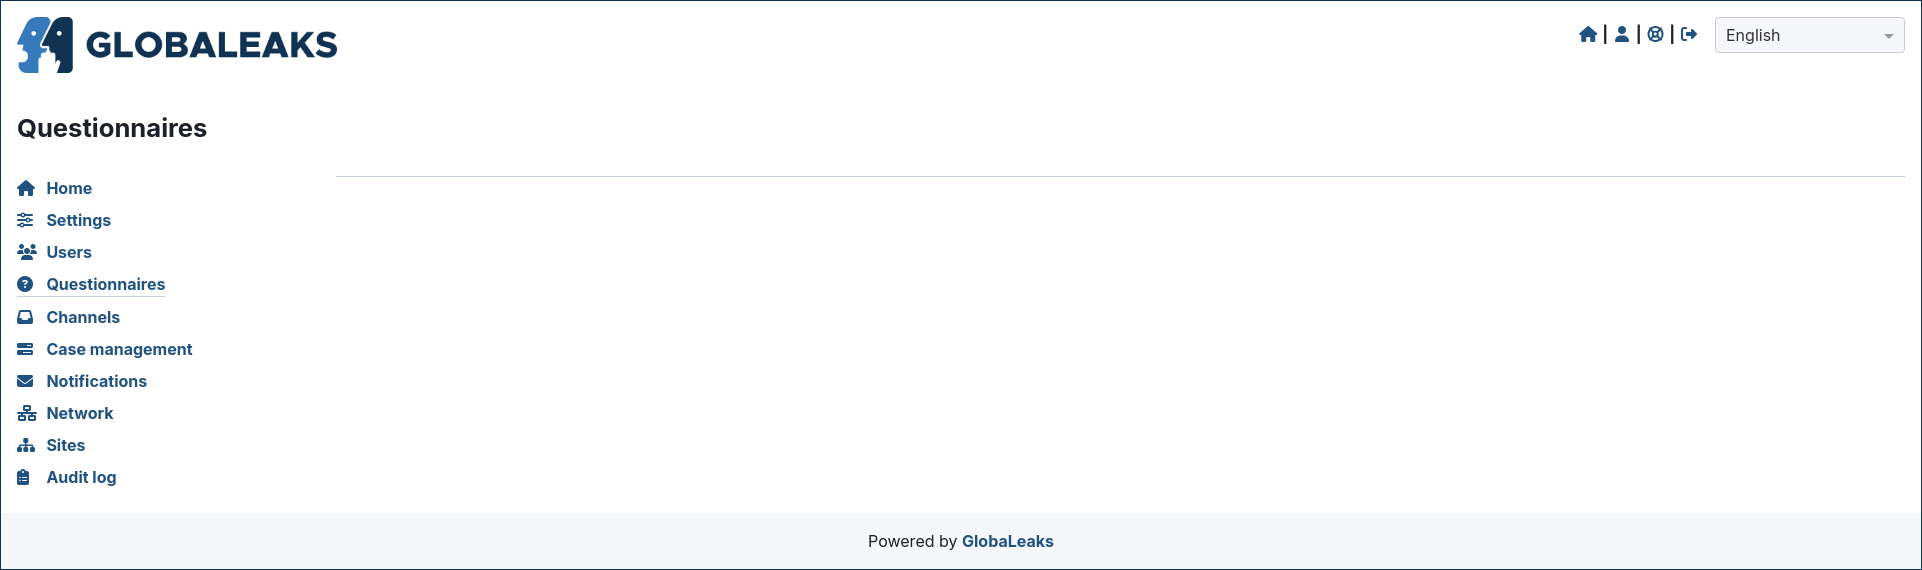 GLOBALEAKS
| | |
English
Questionnaires
Home
Settings
Users
Questionnaires
Channels
Case management
Notifications
Network
Sites
Audit log
Powered by GlobaLeaks